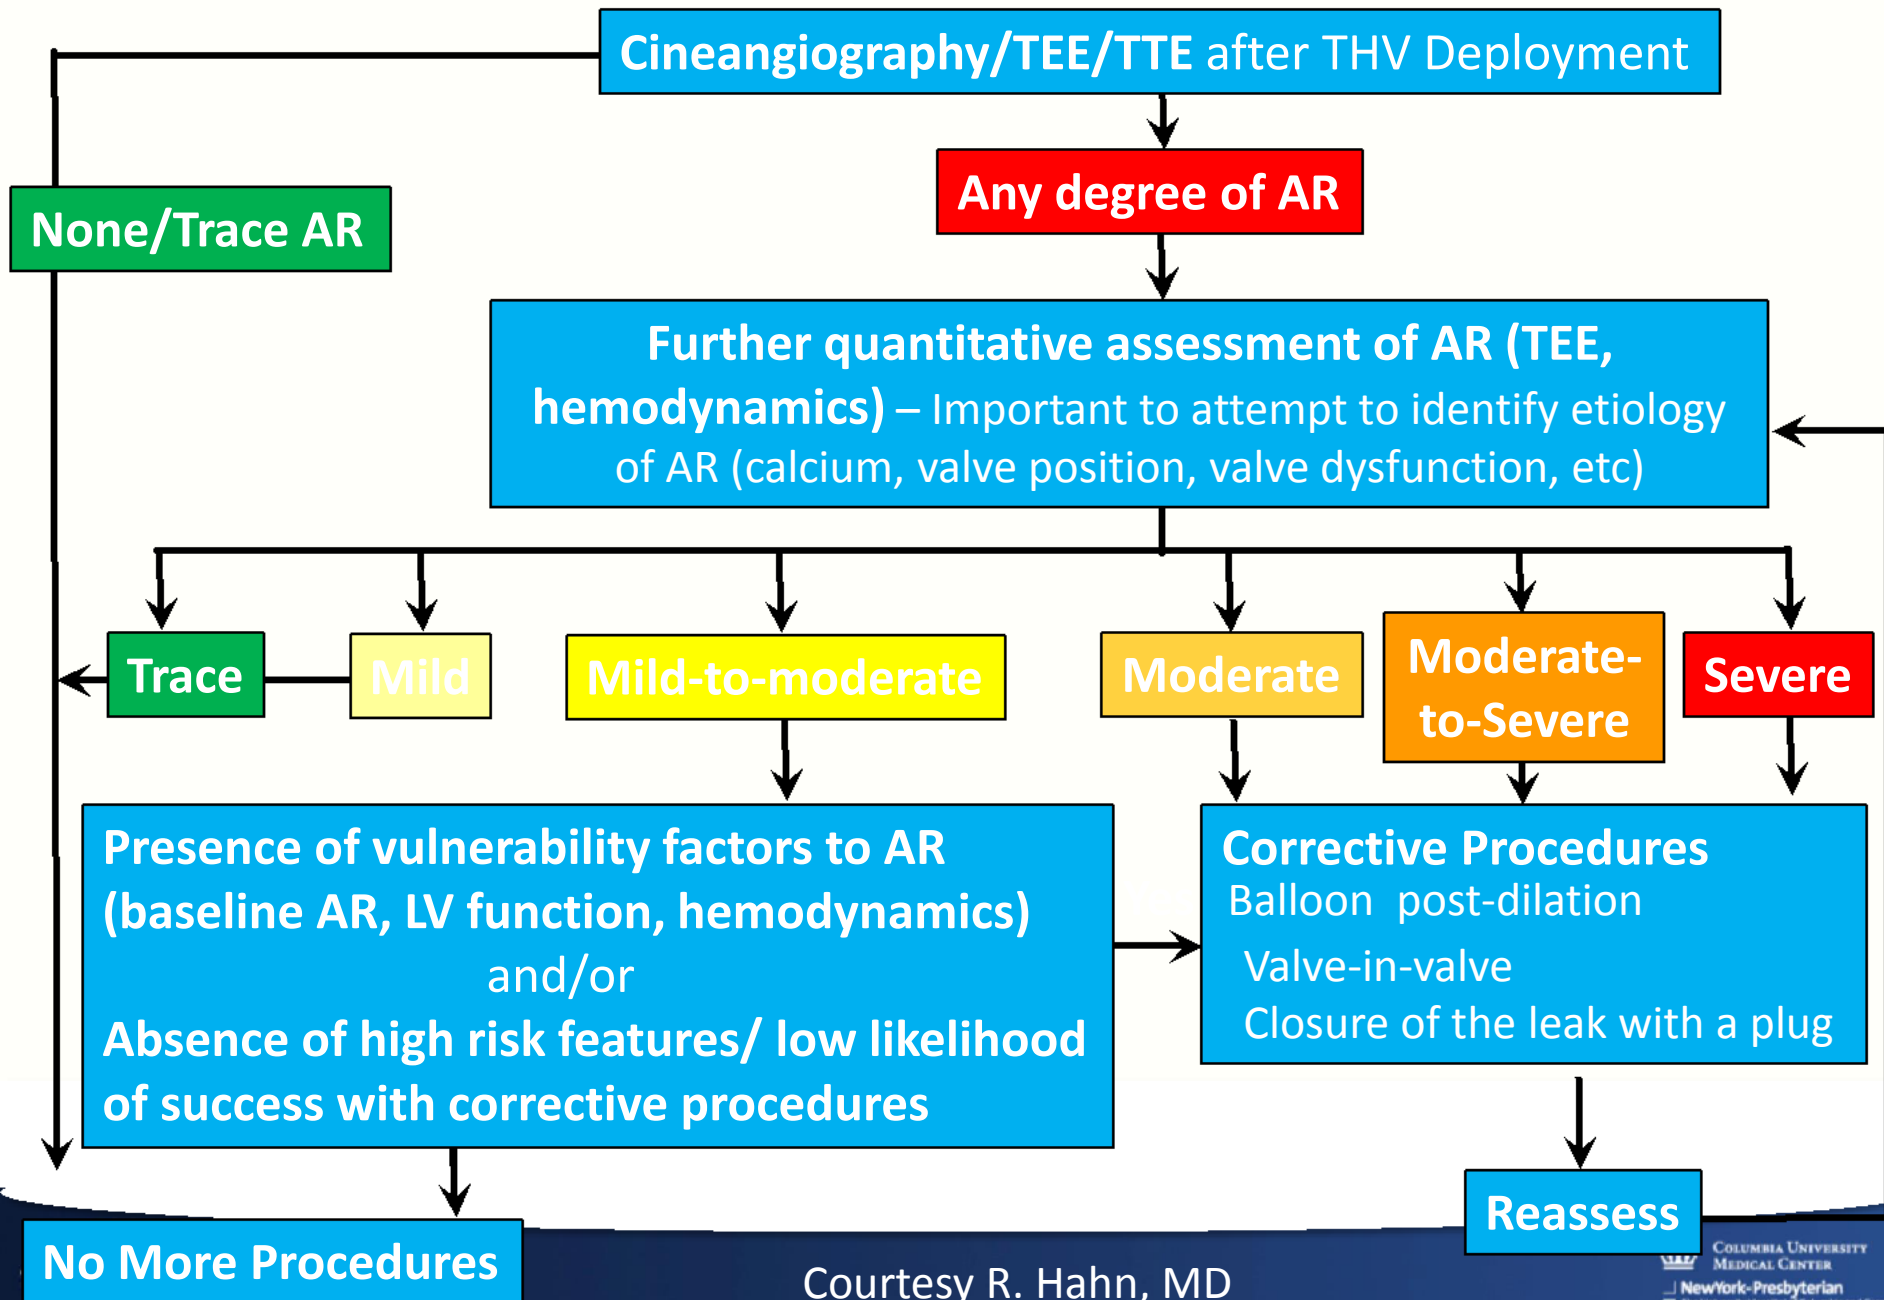 Cineangiography/TEE/TTE after THV Deployment
Any degree of AR
None/Trace AR
Further quantitative assessment of AR (TEE,
hemodynamics) – Important to attempt to identify etiology
of AR (calcium, valve position, valve dysfunction, etc)
Trace
Mild
Mild-to-moderate
Moderate
Moderate-
to-Severe
Severe
Presence of vulnerability factors to AR
(baseline AR, LV function, hemodynamics)
and/or
Absence of high risk features/ low likelihood
of success with corrective procedures
Yes
Corrective Procedures
Balloon post-dilation
Valve-in-valve
Closure of the leak with a plug
Reassess
No More Procedures
Courtesy R. Hahn, MD
COLUMBIA UNIVERSITY
MEDICAL CENTER
NewYork-Presbyterian